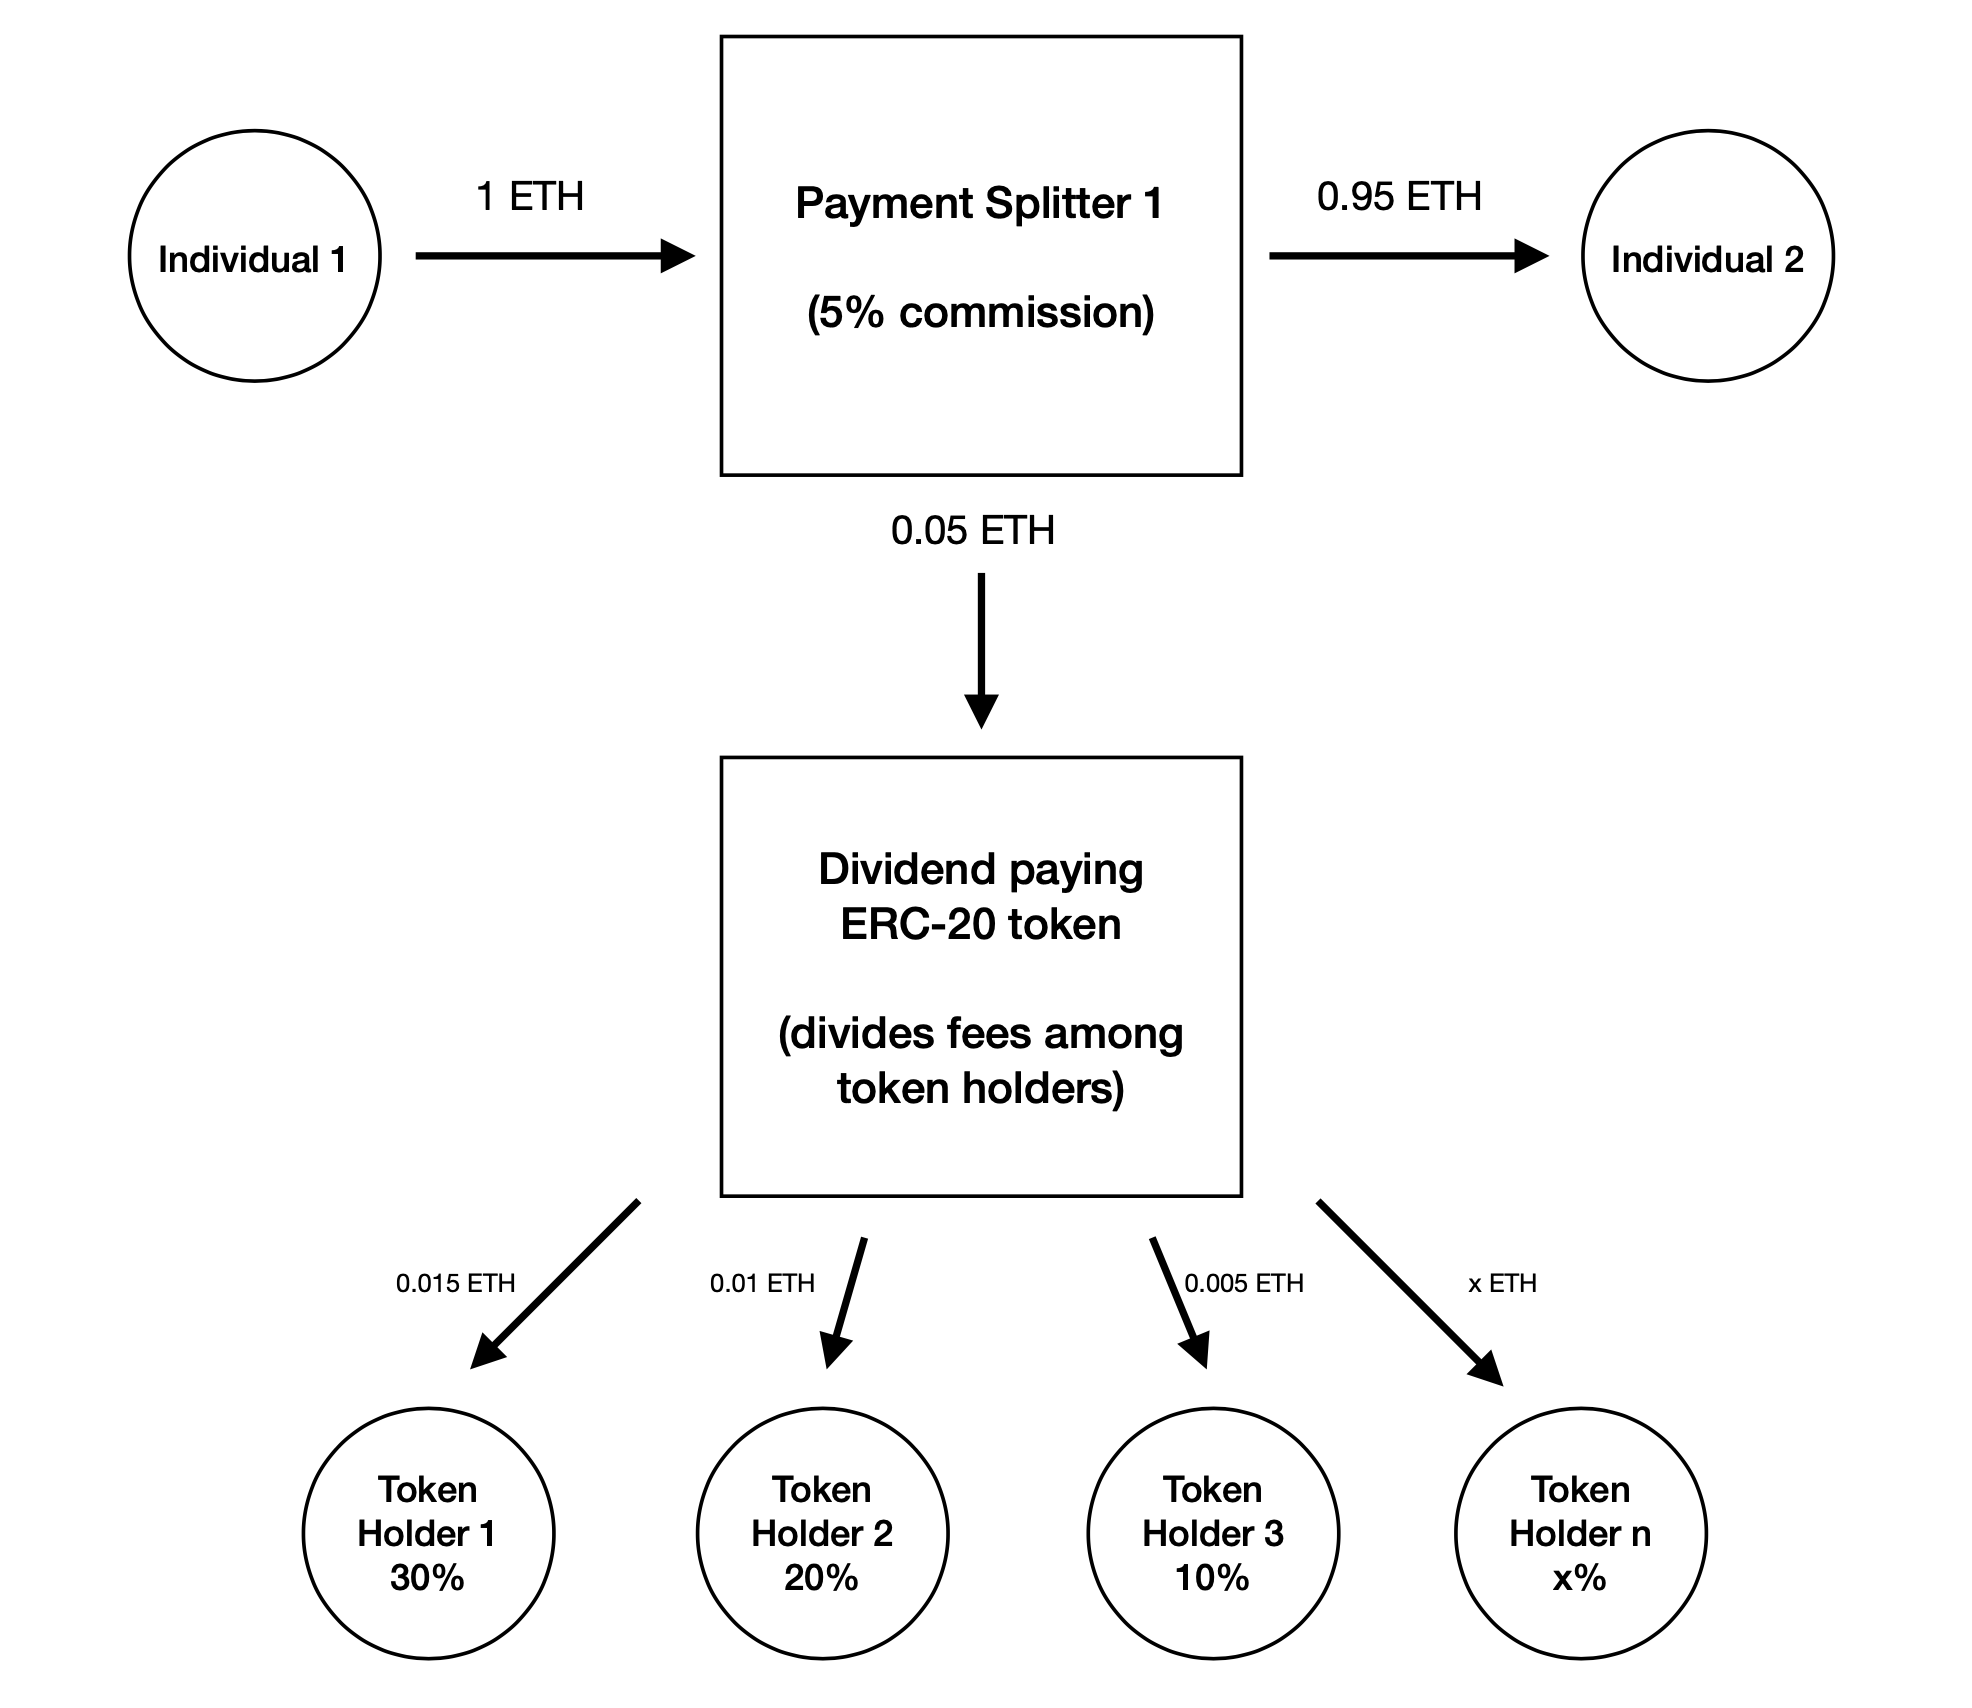 1 ETH
Payment Splitter 1
0.95 ETH
Individual 1
Individual 2
(5% commission)
0.05 ETH
Dividend paying
ERC-20 token
(divides fees among
token holders)
0.015 ETH
0.01 ETH
0.005 ETH
x ETH
Token
Holder 1
30%
Token
Holder 2
20%
Token
Holder 3
10%
Token
Holder n
x%